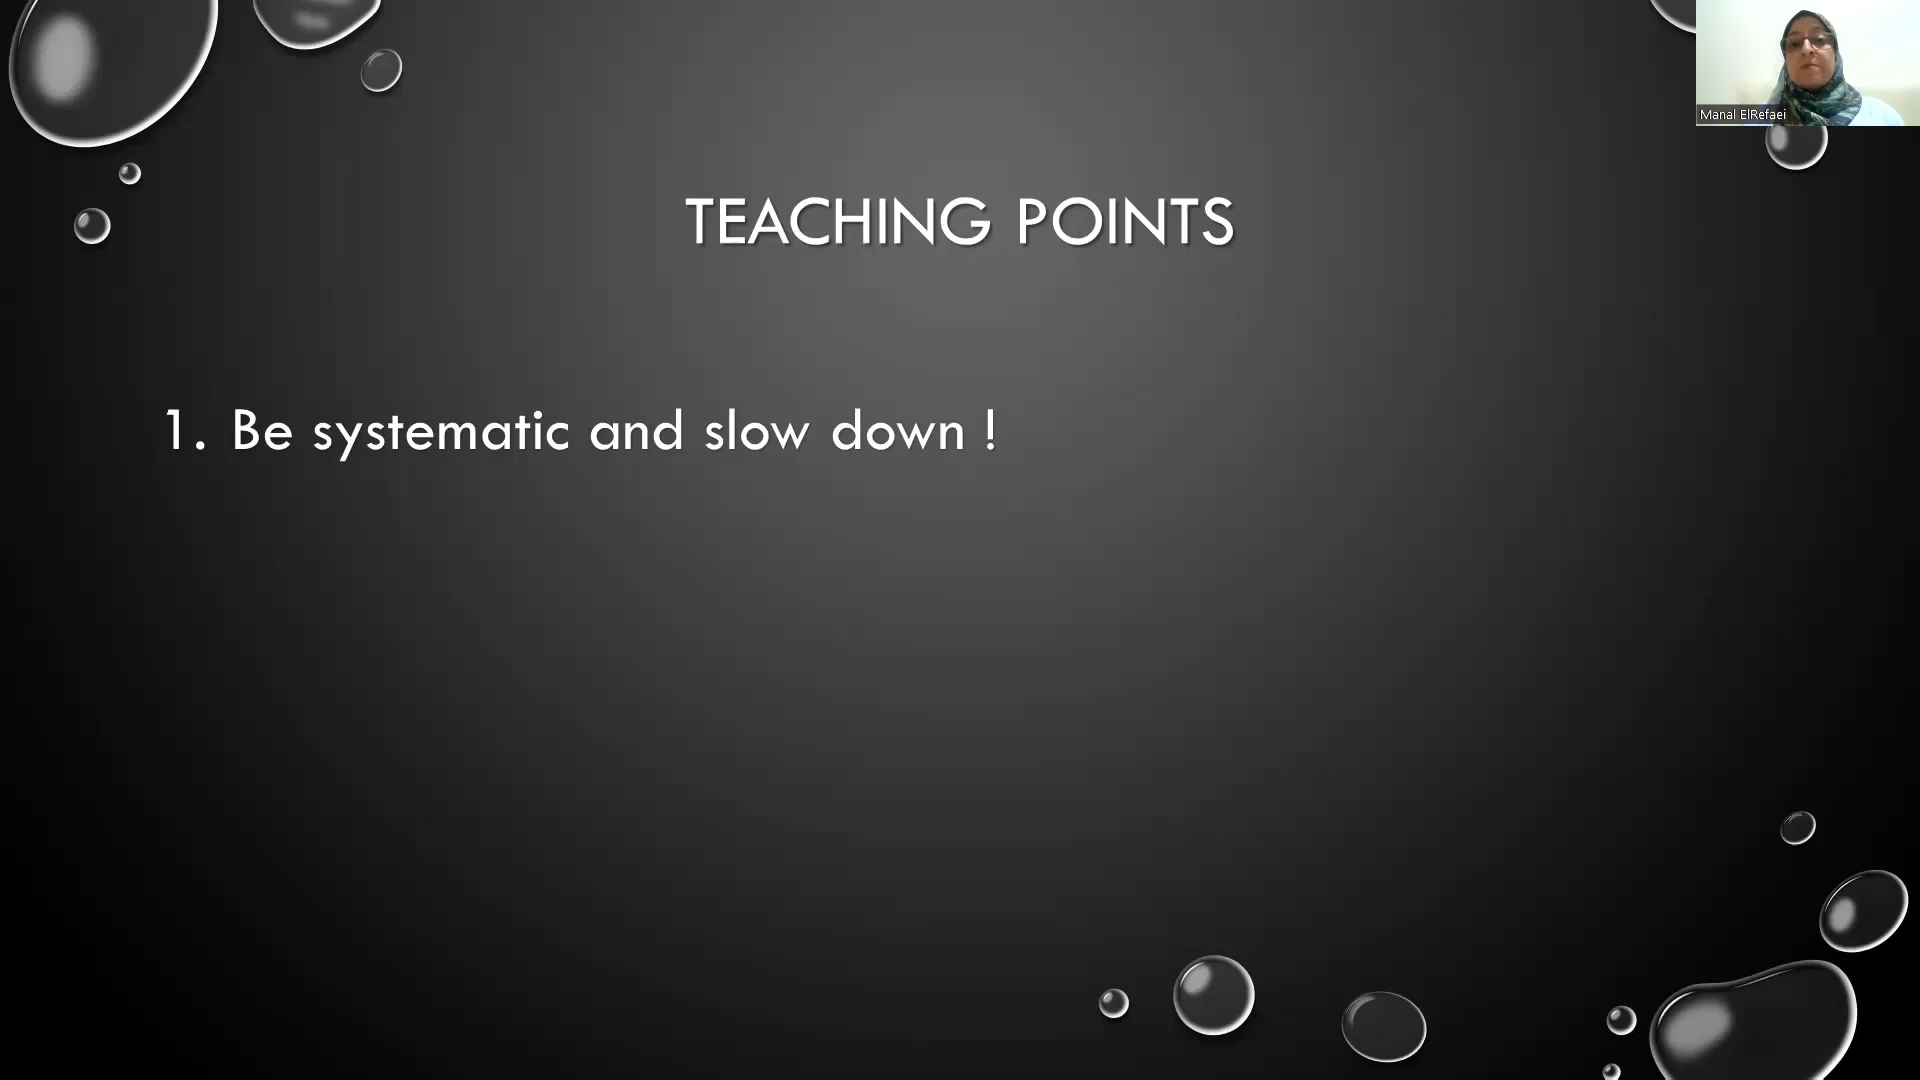 Manal ElRefaei
TEACHING POINTS
1. Be systematic and slow down !